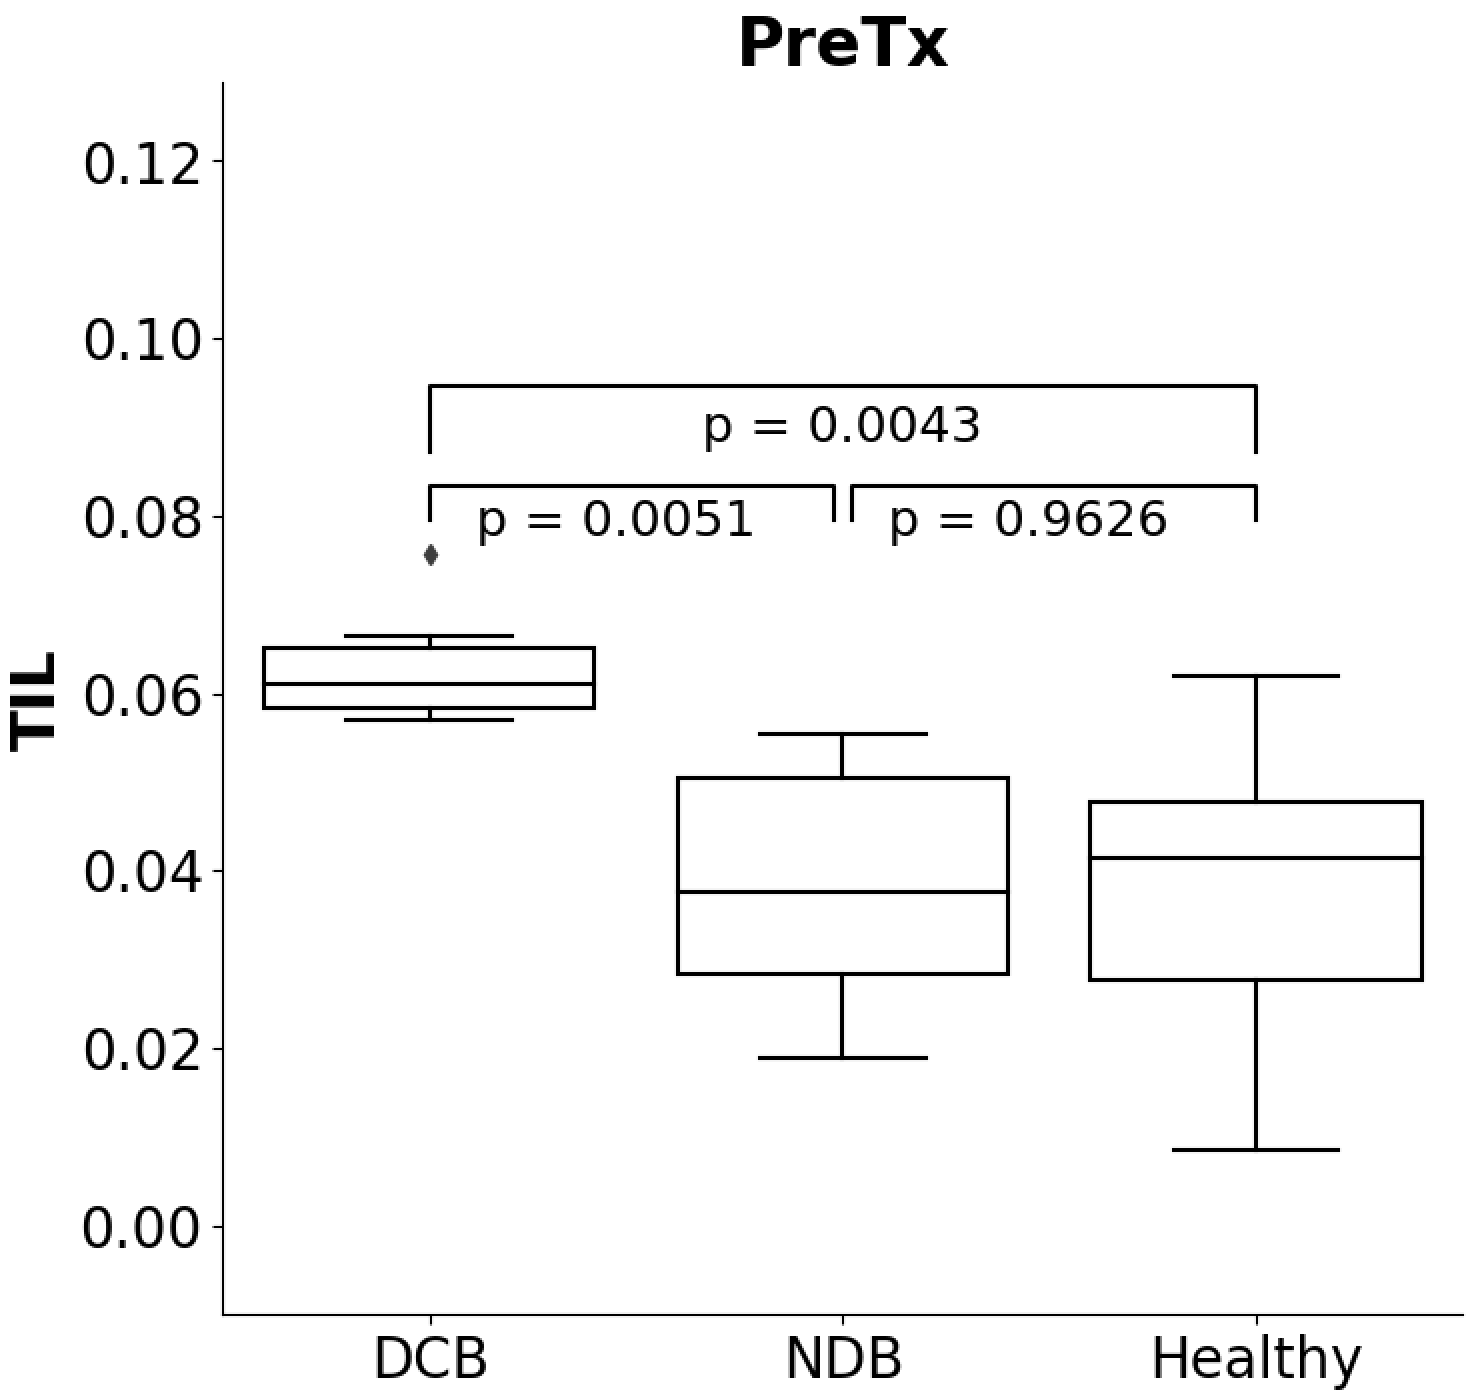 PreTx
TIL
0.12
0.10
0.08
0.06
0.04
0.02
0.00
p = 0.0043
p = 0.0051
p = 0.9626
DCB
NDB
Healthy